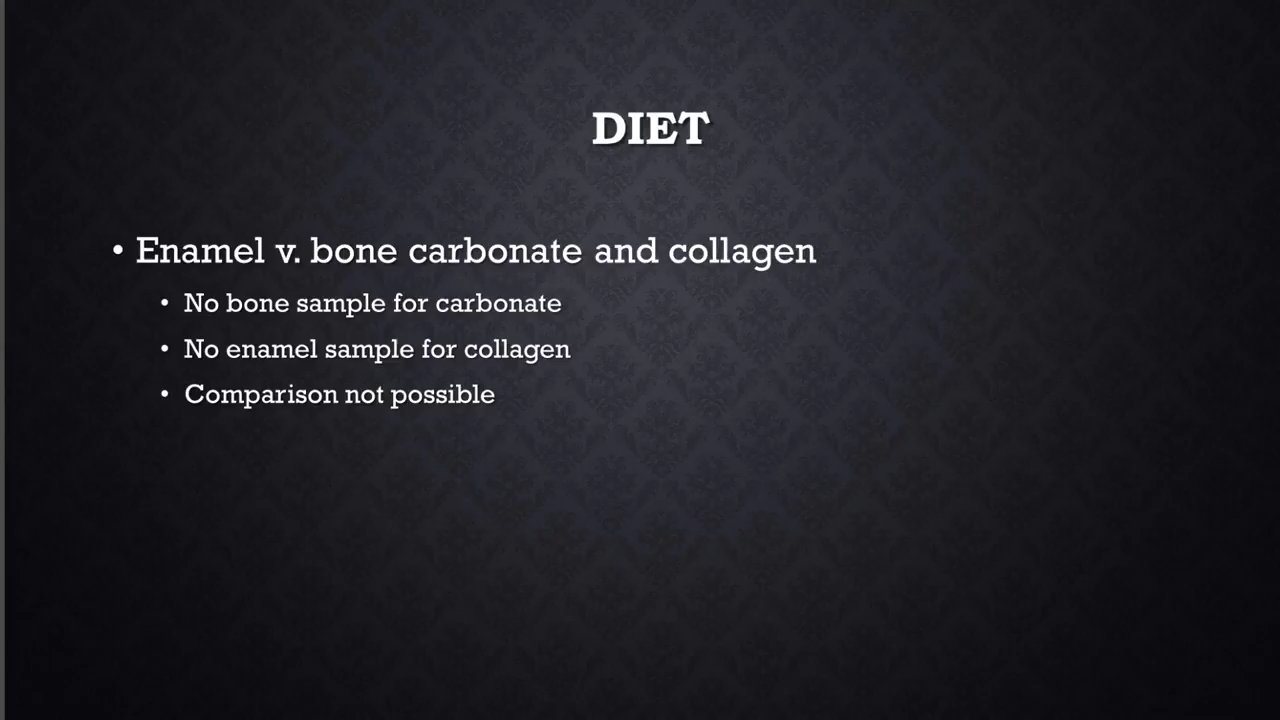 DIET
• Enamel v. bone carbonate and collagen
• No bone sample for carbonate
• No enamel sample for collagen
• Comparison not possible